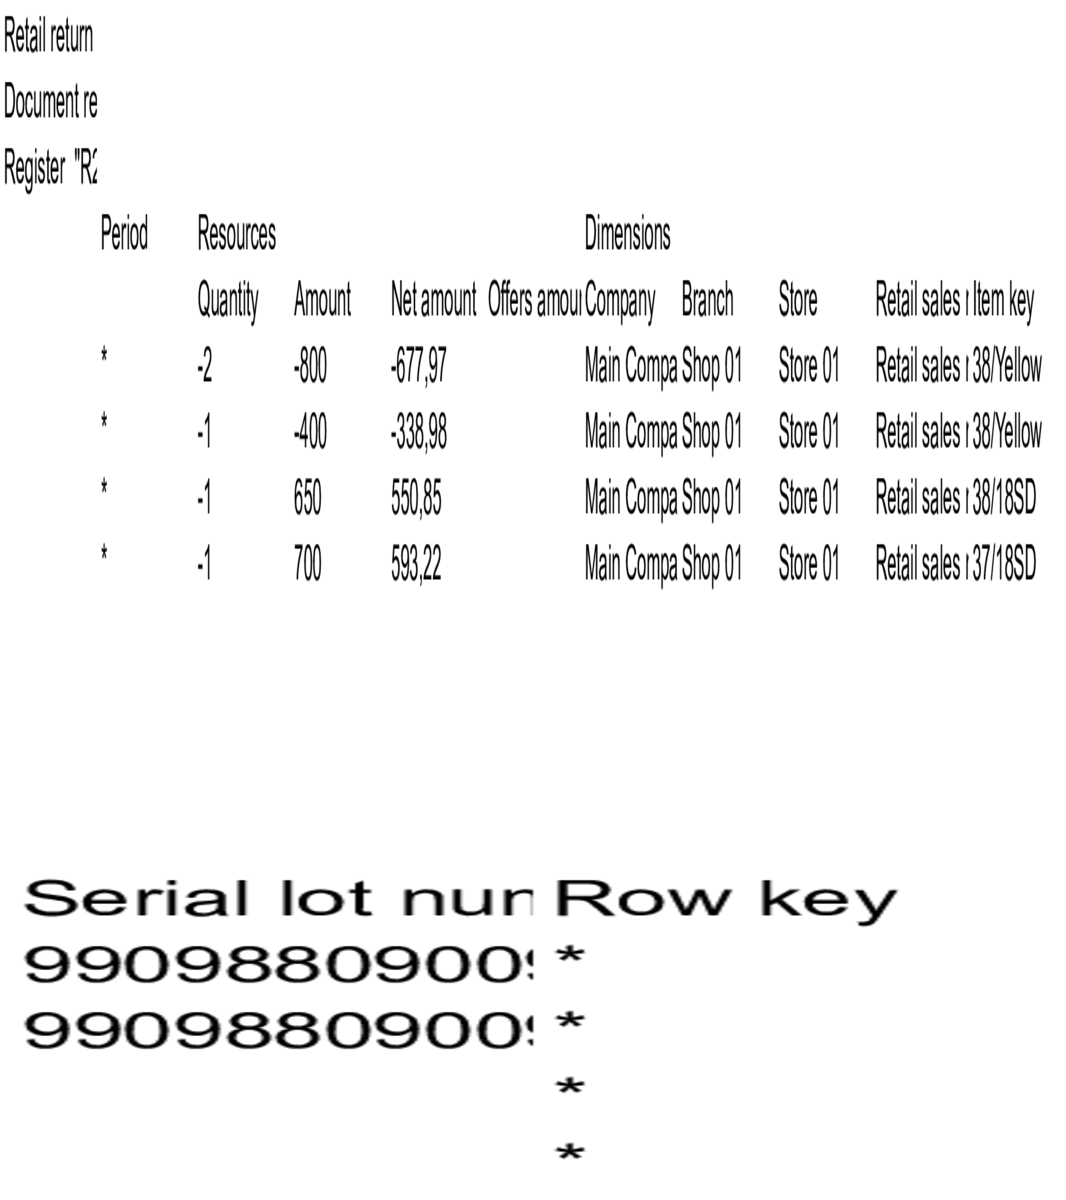 Retail return
Document re
Register "R2
Period Resources Dimensions
Quantity Amount Net amount Offers amou Company Branch Store Retail sales r Item key
* -2 -800 -677,97 Main Compa Shop 01 Store 01 Retail sales r 38/Yellow
* -1 -400 -338,98 Main Compa Shop 01 Store 01 Retail sales r 38/Yellow
* -1 650 550,85 Main Compa Shop 01 Store 01 Retail sales r 38/18SD
* -1 700 593,22 Main Compa Shop 01 Store 01 Retail sales r 37/18SD
Serial lot nun Row key
99098809009 *
99098809009 *
*
*